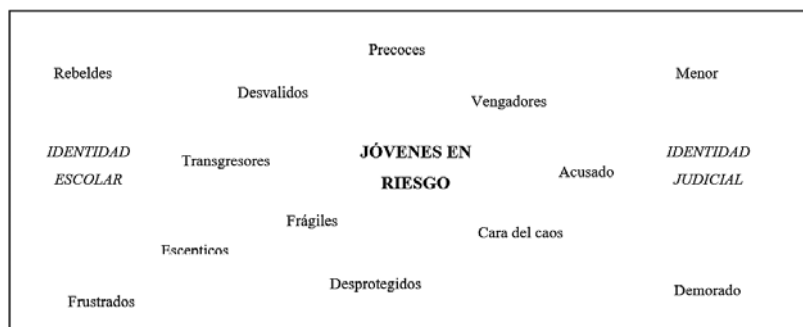 Precoces
Rebeldes
Menor
Desvalidos
Vengadores
IDENTIDAD
ESCOLAR
Transgresores
JÓVENES EN
RIESGO
Acusado
IDENTIDAD
JUDICIAL
Frágiles
Cara del caos
Escenticos
Desprotegidos
Demorado
Frustrados